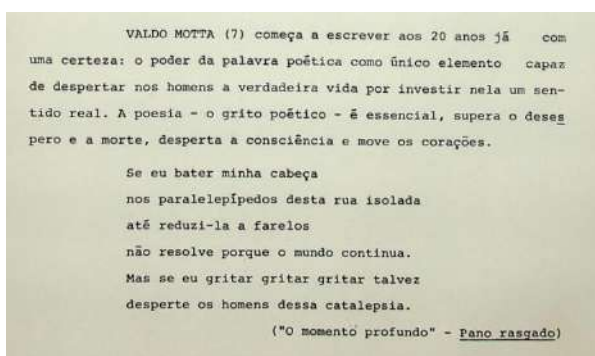 VALDO MOTTA (7) começa a escrever aos 20 anos já com
uma certeza: o poder da palavra poética como único elemento capaz
de despertar nos homens a verdadeira vida por investir nela um sen-
tido real. A poesia - o grito poético - é essencial, supera o deses
pero e a morte, desperta a consciência e move os corações.
Se eu bater minha cabeça
nos paralelepípedos desta rua isolada
até reduzi-la a farelos
não resolve porque o mundo continua.
Mas se eu gritar gritar gritar talvez
desperte os homens dessa catalepsia.
("O momento profundo" - Pano rasgado)